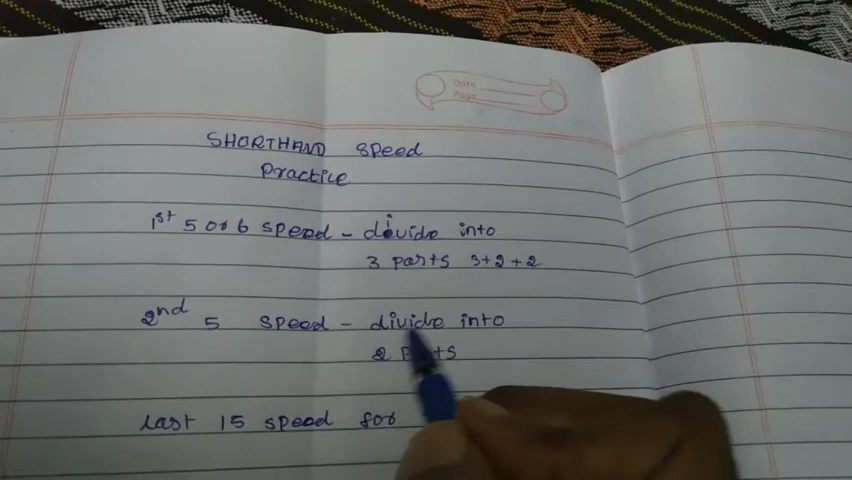 Date
Page
SHORTHAND speed
Practice
1st 5 or 6 speed - divide into
3 parts 3+2+2
2nd 5 speed - divide into
2 parts
Last 15 speed for